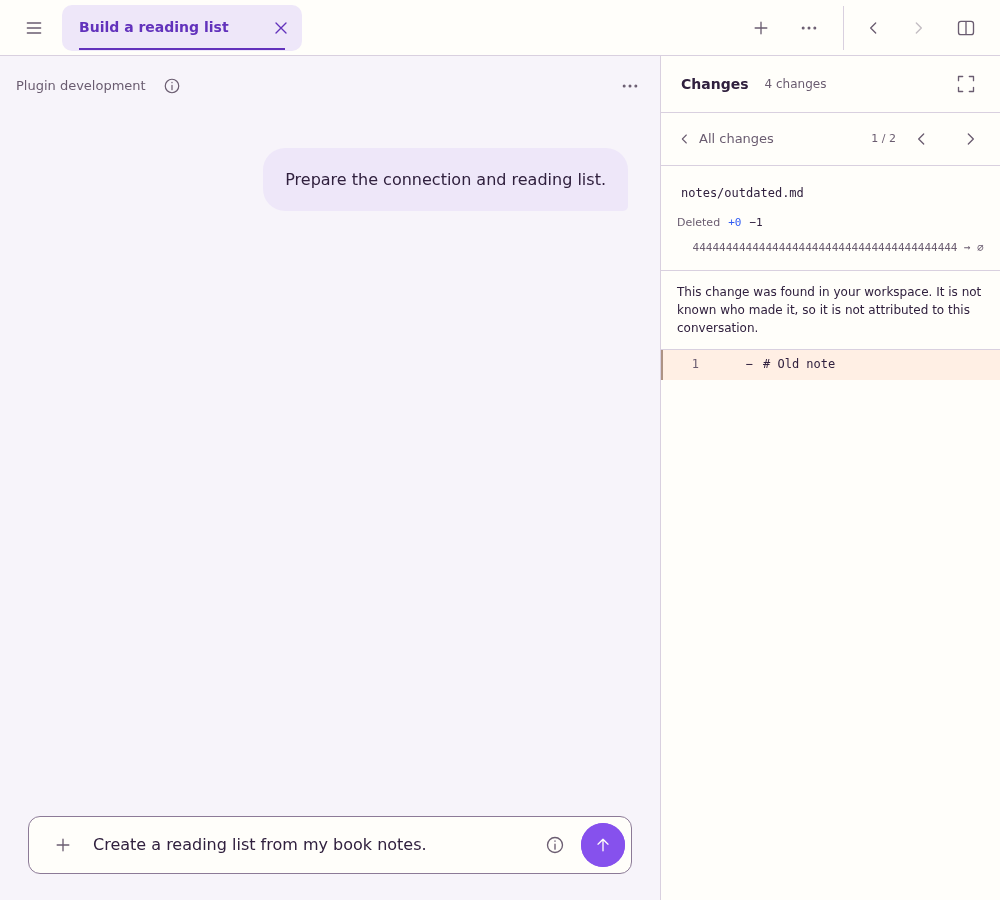 Build a reading list
Plugin development
Prepare the connection and reading list.
Create a reading list from my book notes.
Changes 4 changes
All changes 1 / 2
notes/outdated.md
Deleted +0 −1
4444444444444444444444444444444444444444 → ∅
This change was found in your workspace. It is not
known who made it, so it is not attributed to this
conversation.
1 − # Old note